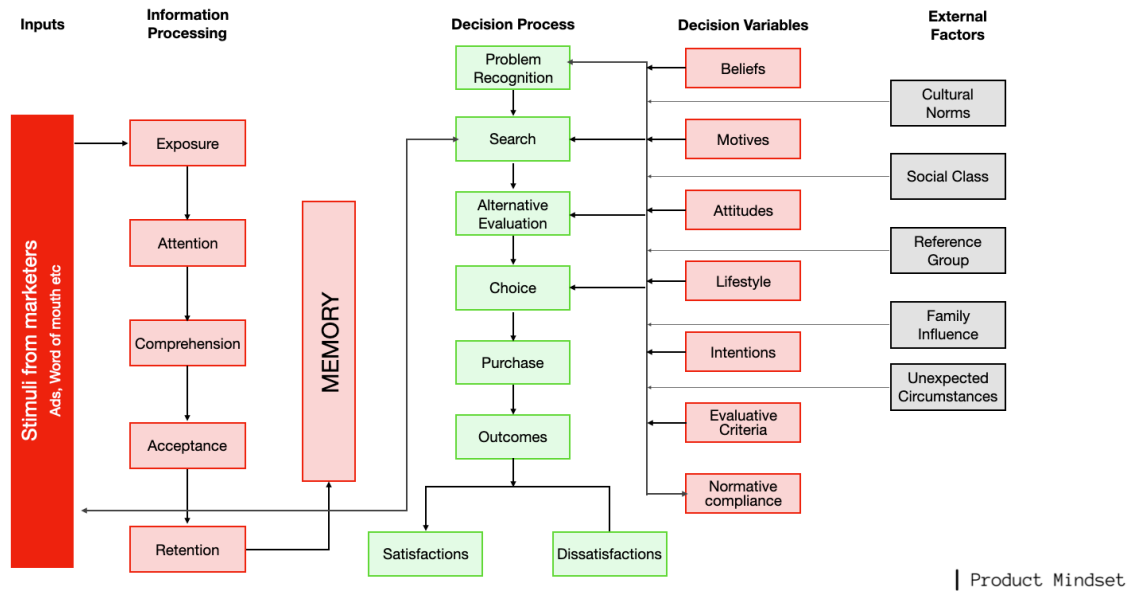 Inputs
Information
Processing
Decision Process
Decision Variables
External
Factors
Stimuli from marketers
Ads, Word of mouth etc
Exposure
Attention
Comprehension
Acceptance
Retention
MEMORY
Problem
Recognition
Search
Alternative
Evaluation
Choice
Purchase
Outcomes
Satisfactions
Dissatisfactions
Beliefs
Motives
Attitudes
Lifestyle
Intentions
Evaluative
Criteria
Normative
compliance
Cultural
Norms
Social Class
Reference
Group
Family
Influence
Unexpected
Circumstances
Product Mindset